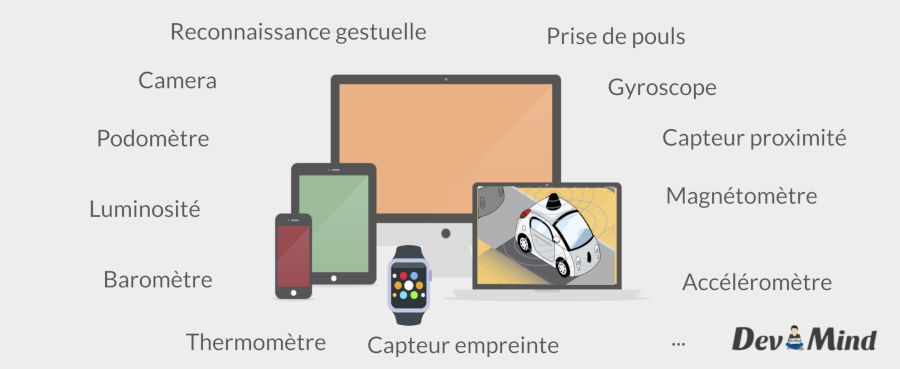 Reconnaissance gestuelle
Prise de pouls
Camera
Gyroscope
Podomètre
Capteur proximité
Luminosité
Magnétomètre
Baromètre
Accéléromètre
Thermomètre
Capteur empreinte
...
Dev Mind